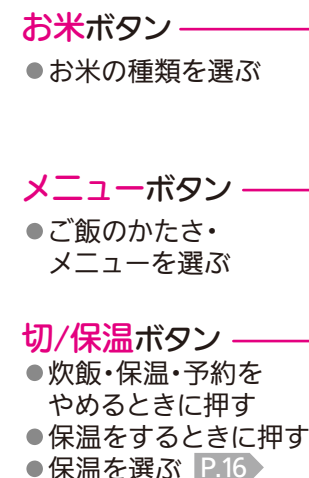 お米ボタン
●お米の種類を選ぶ
メニューボタン
●ご飯のかたさ・
メニューを選ぶ
切/保温ボタン
●炊飯・保温・予約を
やめるときに押す
●保温をするときに押す
●保温を選ぶ P.16